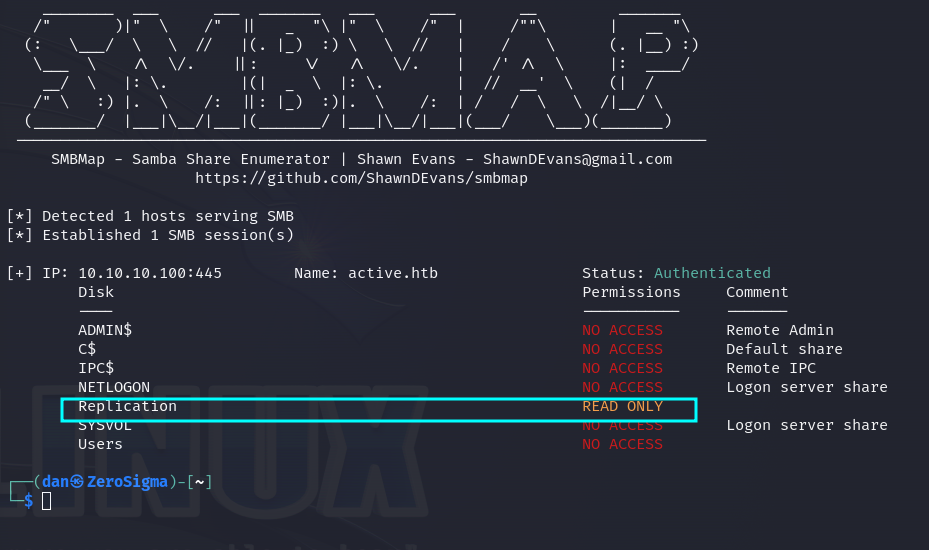 SMBMAP
SMBMap - Samba Share Enumerator | Shawn Evans - ShawnDEvans@gmail.com
https://github.com/ShawnDEvans/smbmap
[*] Detected 1 hosts serving SMB
[*] Established 1 SMB session(s)
[+] IP: 10.10.10.100:445 Name: active.htb Status: Authenticated
Disk Permissions Comment
---- ----------- -------
ADMIN$ NO ACCESS Remote Admin
C$ NO ACCESS Default share
IPC$ NO ACCESS Remote IPC
NETLOGON NO ACCESS Logon server share
Replication READ ONLY
SYSVOL NO ACCESS Logon server share
Users NO ACCESS
┌──(dan㉿ZeroSigma)-[~]
└─$
LINUX